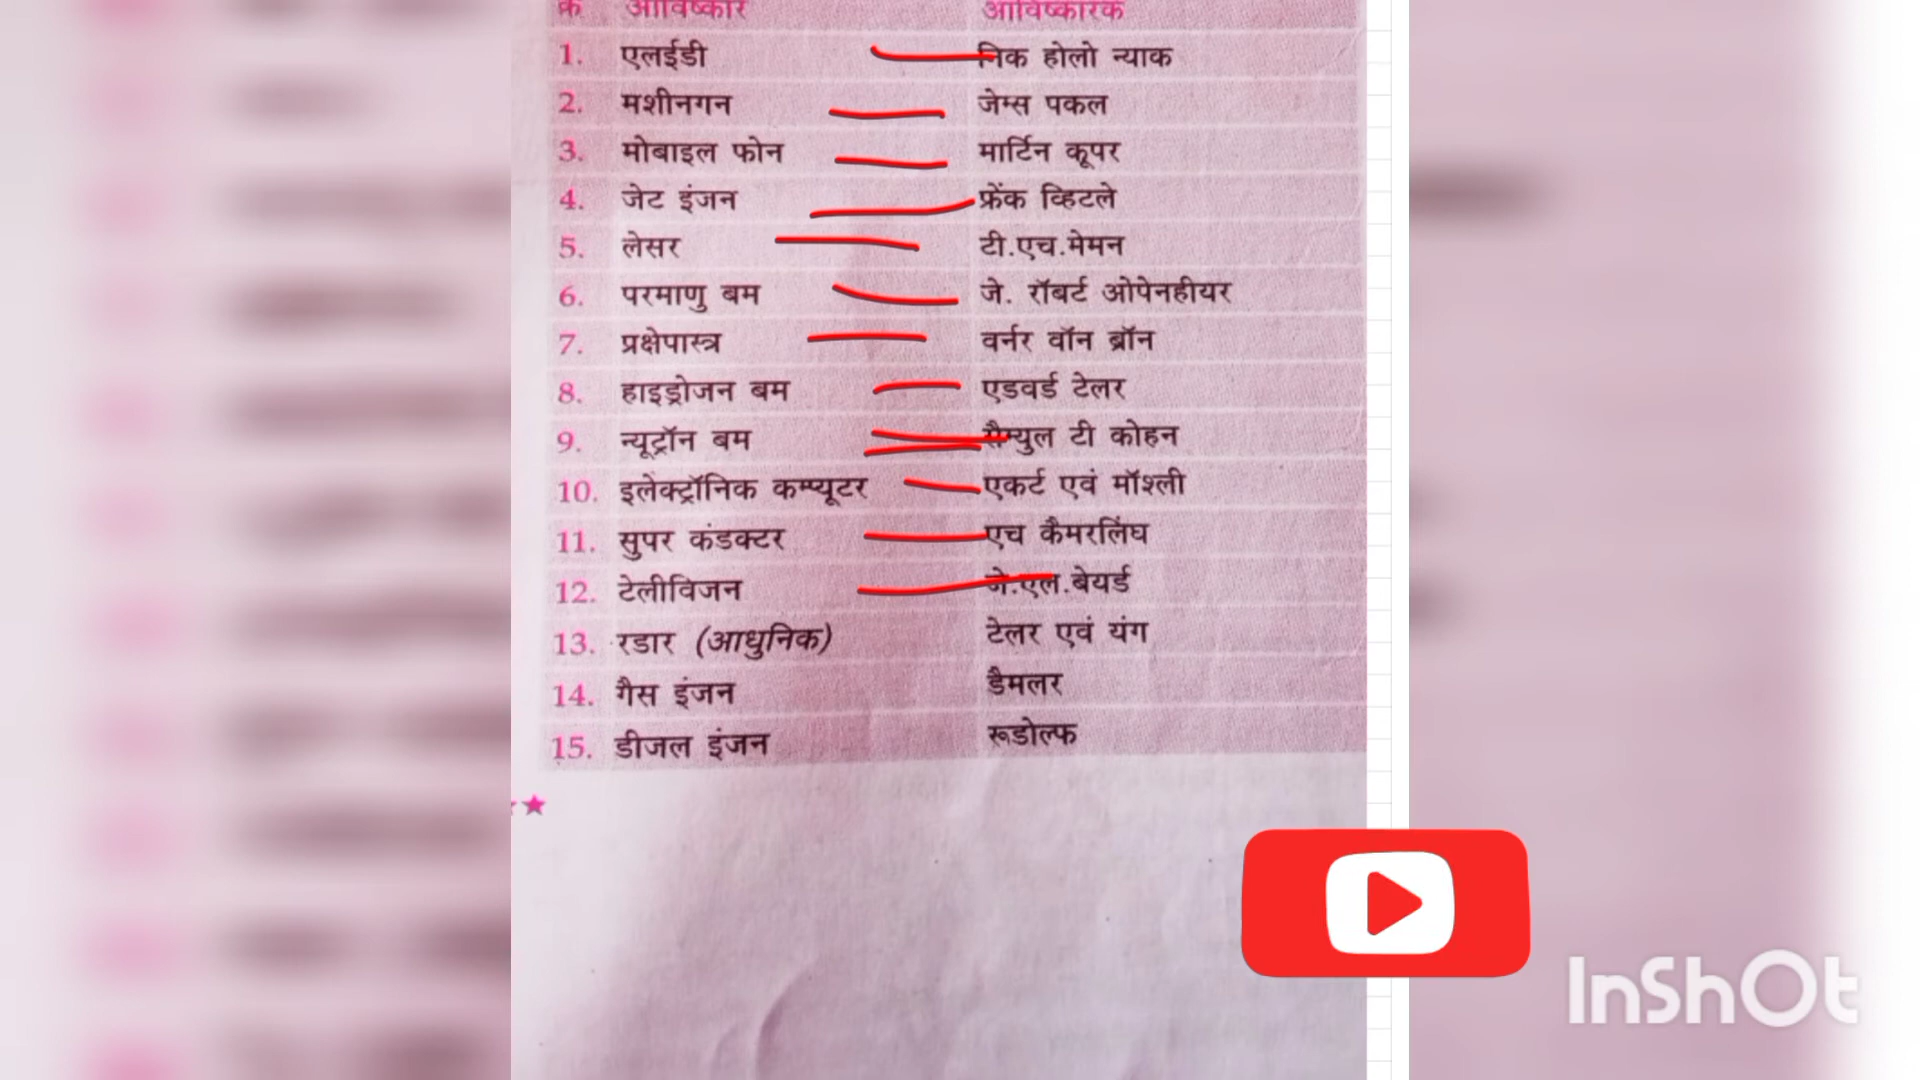 क्र आविष्कार आविष्कारक
1. एलईडी निक होलो न्याक
2. मशीनगन जेम्स पकल
3. मोबाइल फोन मार्टिन कूपर
4. जेट इंजन फ्रेंक व्हिटले
5. लेसर टी.एच.मेमन
6. परमाणु बम जे. रॉबर्ट ओपेनहीयर
7. प्रक्षेपास्त्र वर्नर वॉन ब्रॉन
8. हाइड्रोजन बम एडवर्ड टेलर
9. न्यूट्रॉन बम सैम्युल टी कोहन
10. इलेक्ट्रॉनिक कम्प्यूटर एकर्ट एवं मॉश्ली
11. सुपर कंडक्टर एच कैमरलिंघ
12. टेलीविजन जे.एल.बेयर्ड
13. रडार (आधुनिक) टेलर एवं यंग
14. गैस इंजन डैमलर
15. डीजल इंजन रूडोल्फ
InShOt